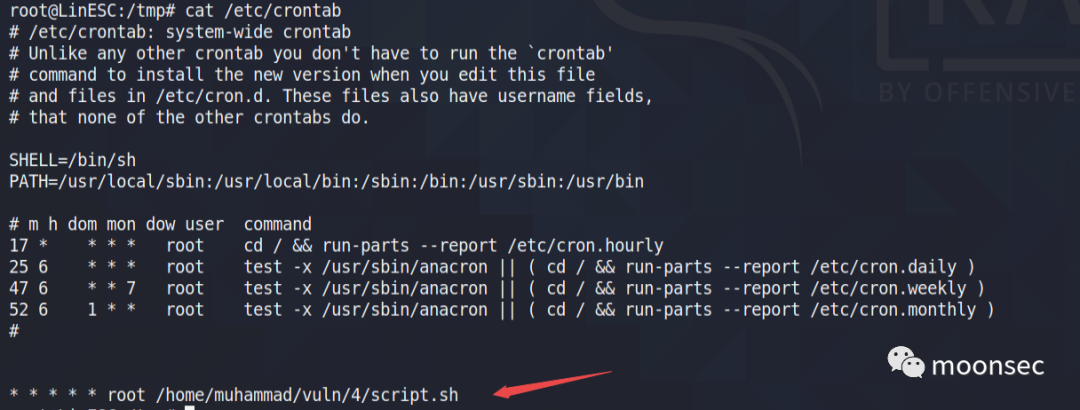 root@LinESC:/tmp# cat /etc/crontab
# /etc/crontab: system-wide crontab
# Unlike any other crontab you don't have to run the `crontab'
# command to install the new version when you edit this file
# and files in /etc/cron.d. These files also have username fields,
# that none of the other crontabs do.
BY OFFENSIVE
SHELL=/bin/sh
PATH=/usr/local/sbin:/usr/local/bin:/sbin:/bin:/usr/sbin:/usr/bin
# m h dom mon dow user  command
17 *    * * *   root    cd / && run-parts --report /etc/cron.hourly
25 6    * * *   root    test -x /usr/sbin/anacron || ( cd / && run-parts --report /etc/cron.daily )
47 6    * * 7   root    test -x /usr/sbin/anacron || ( cd / && run-parts --report /etc/cron.weekly )
52 6    1 * *   root    test -x /usr/sbin/anacron || ( cd / && run-parts --report /etc/cron.monthly )
#
moonsec
* * * * * root /home/muhammad/vuln/4/script.sh